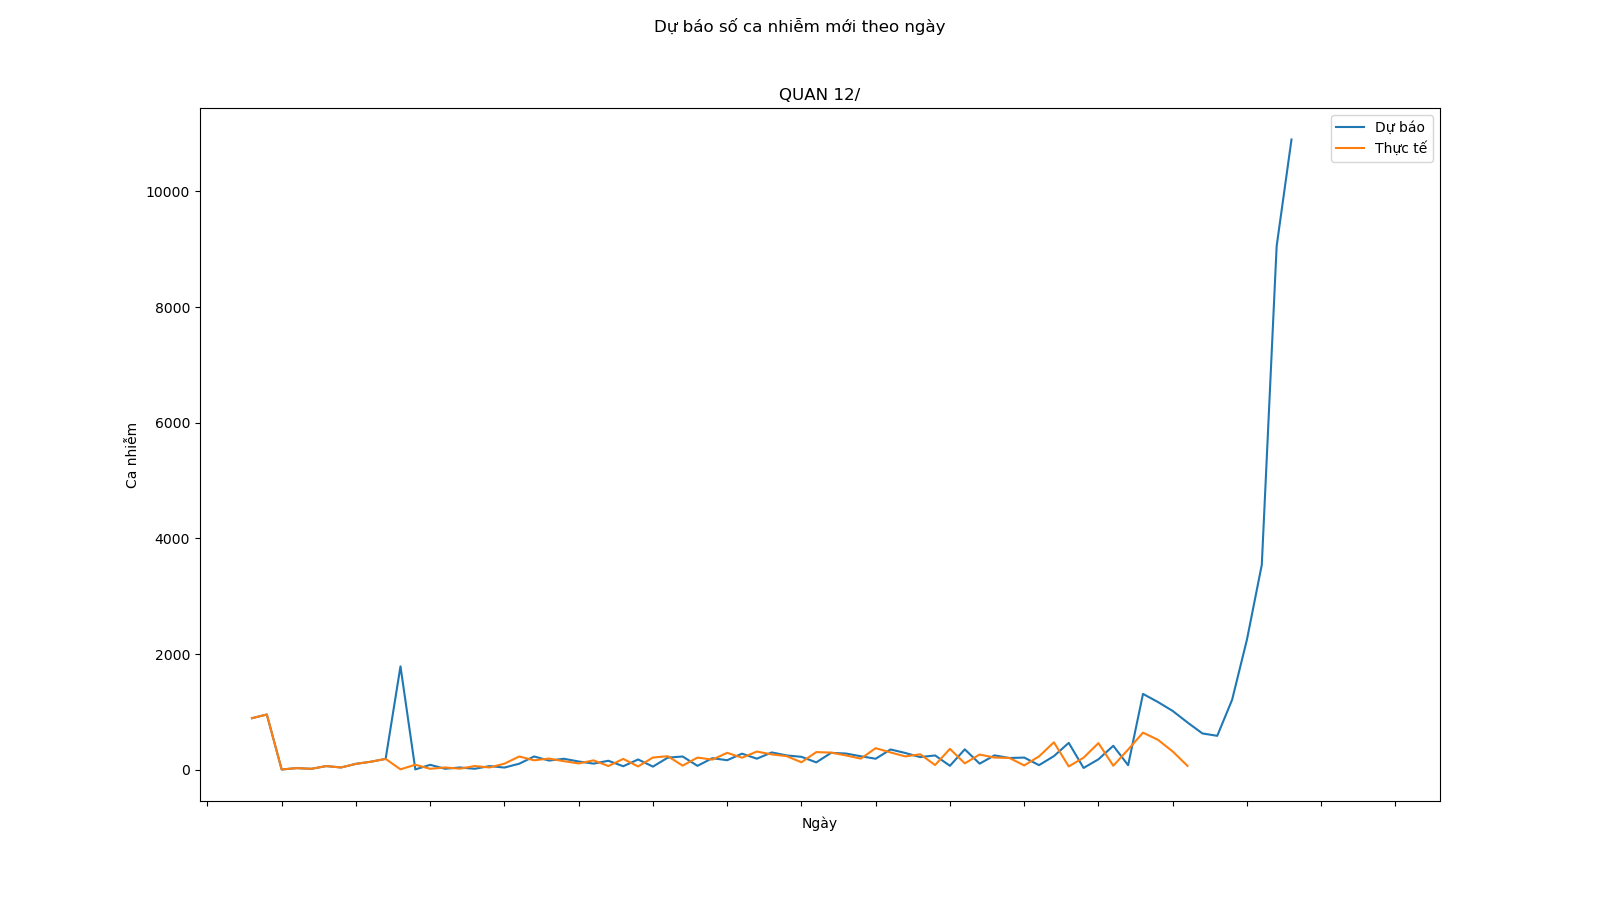 Dự báo số ca nhiễm mới theo ngày
QUAN 12/
Dự báo
Thực tế
10000
8000
6000
4000
2000
0
Ca nhiễm
Ngày